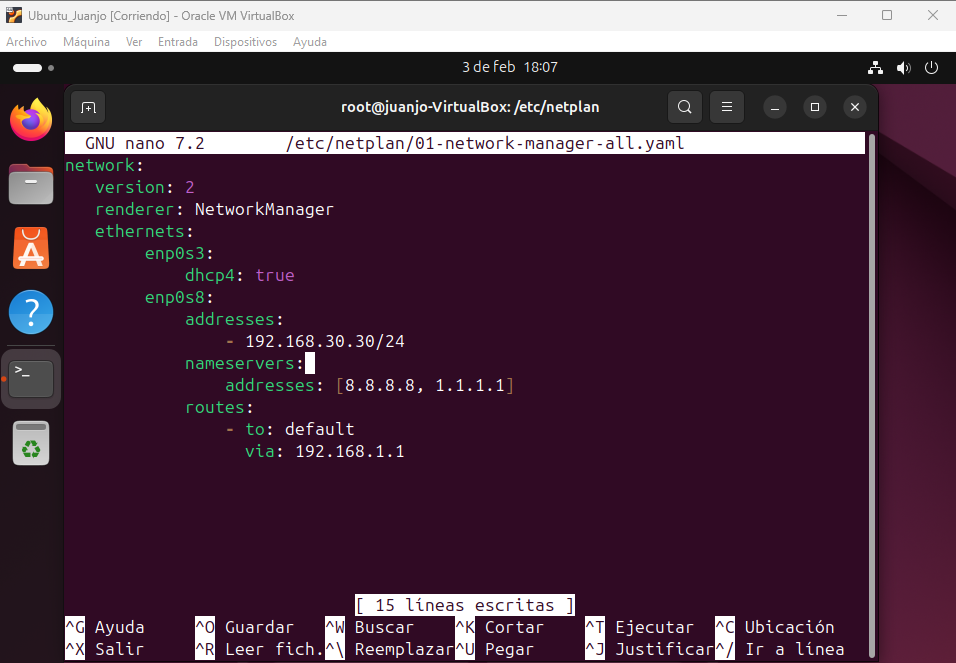 Ubuntu_Juanjo [Corriendo] - Oracle VM VirtualBox
Archivo Máquina Ver Entrada Dispositivos Ayuda
3 de feb 18:07
root@juanjo-VirtualBox: /etc/netplan
GNU nano 7.2 /etc/netplan/01-network-manager-all.yaml
network:
version: 2
renderer: NetworkManager
ethernets:
enp0s3:
dhcp4: true
enp0s8:
addresses:
- 192.168.30.30/24
nameservers:
addresses: [8.8.8.8, 1.1.1.1]
routes:
- to: default
via: 192.168.1.1
[ 15 líneas escritas ]
^G Ayuda ^O Guardar ^W Buscar ^K Cortar ^T Ejecutar ^C Ubicación
^X Salir ^R Leer fich. ^\ Reemplazar ^U Pegar ^J Justificar ^/ Ir a línea